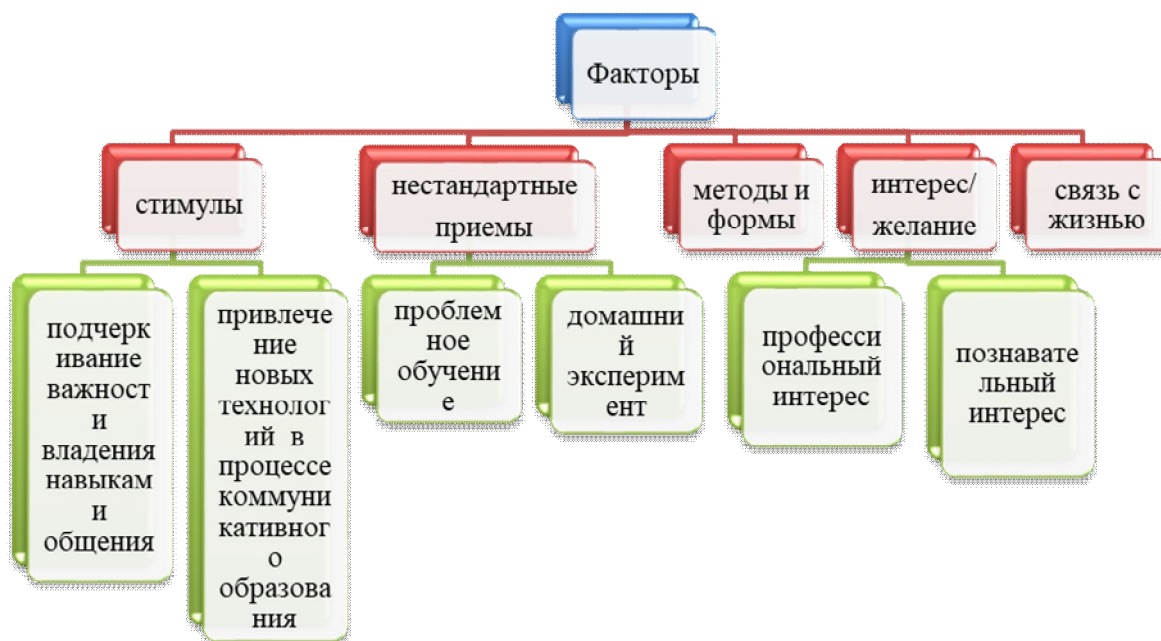 Факторы
стимулы
нестандартные
приемы
методы и
формы
интерес/
желание
связь с
жизнью
подчерк
ивание
важност
и
владения
навыкам
и
общения
привлече
ние
новых
технолог
ий в
процессе
коммуни
кативног
о
образова
ния
проблем
ное
обучени
е
домашни
й
эксперим
ент
професси
ональный
интерес
познавате
льный
интерес